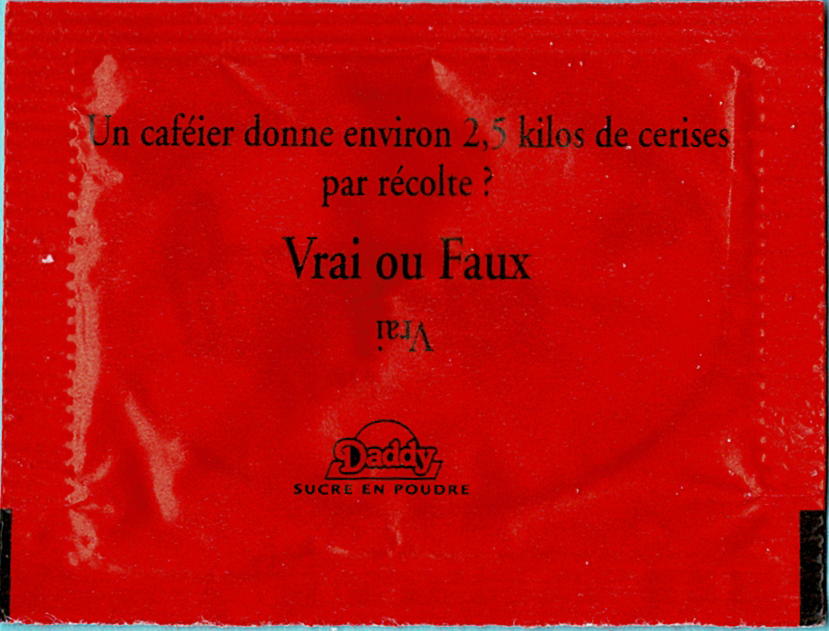 Un caféier donne environ 2,5 kilos de cerises
par récolte ?
Vrai ou Faux
Vrai
Daddy
SUCRE EN POUDRE